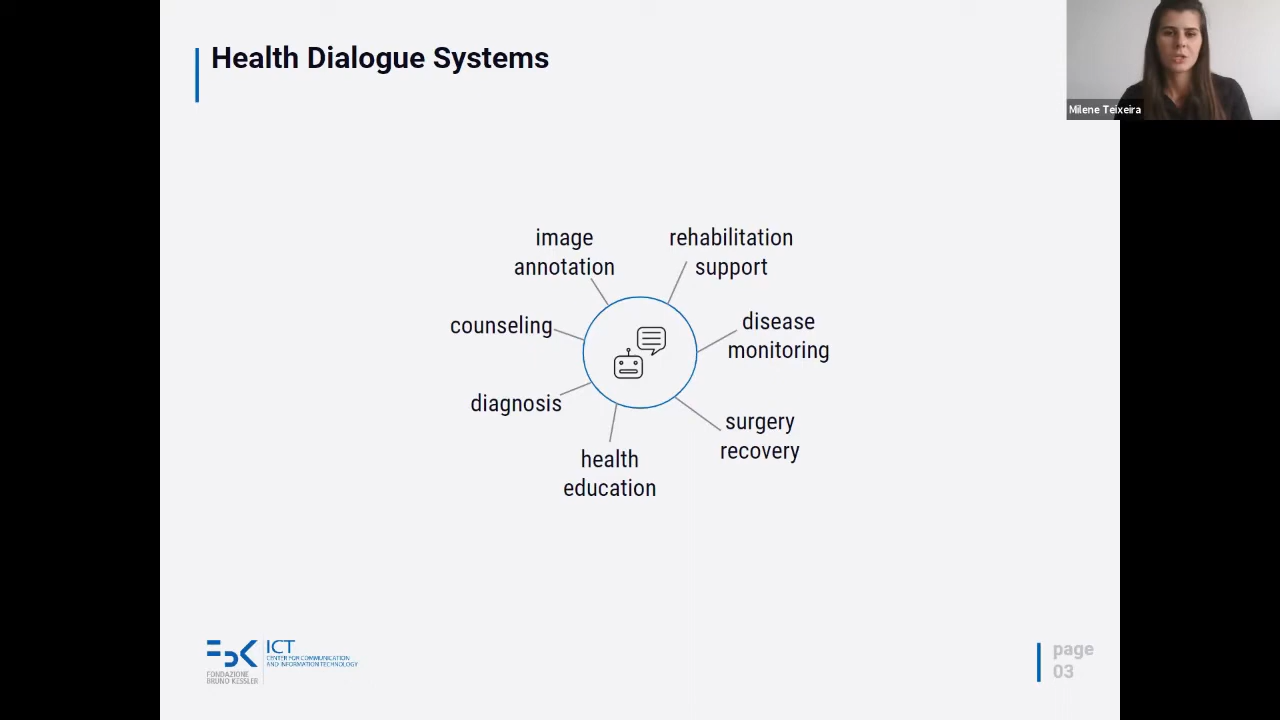 Health Dialogue Systems
Milene Teixeira
image
annotation
rehabilitation
support
counseling
disease
monitoring
diagnosis
surgery
recovery
health
education
FBK
FONDAZIONE
BRUNO KESSLER
ICT
CENTER FOR COMMUNICATION
AND INFORMATION TECHNOLOGY
page
03